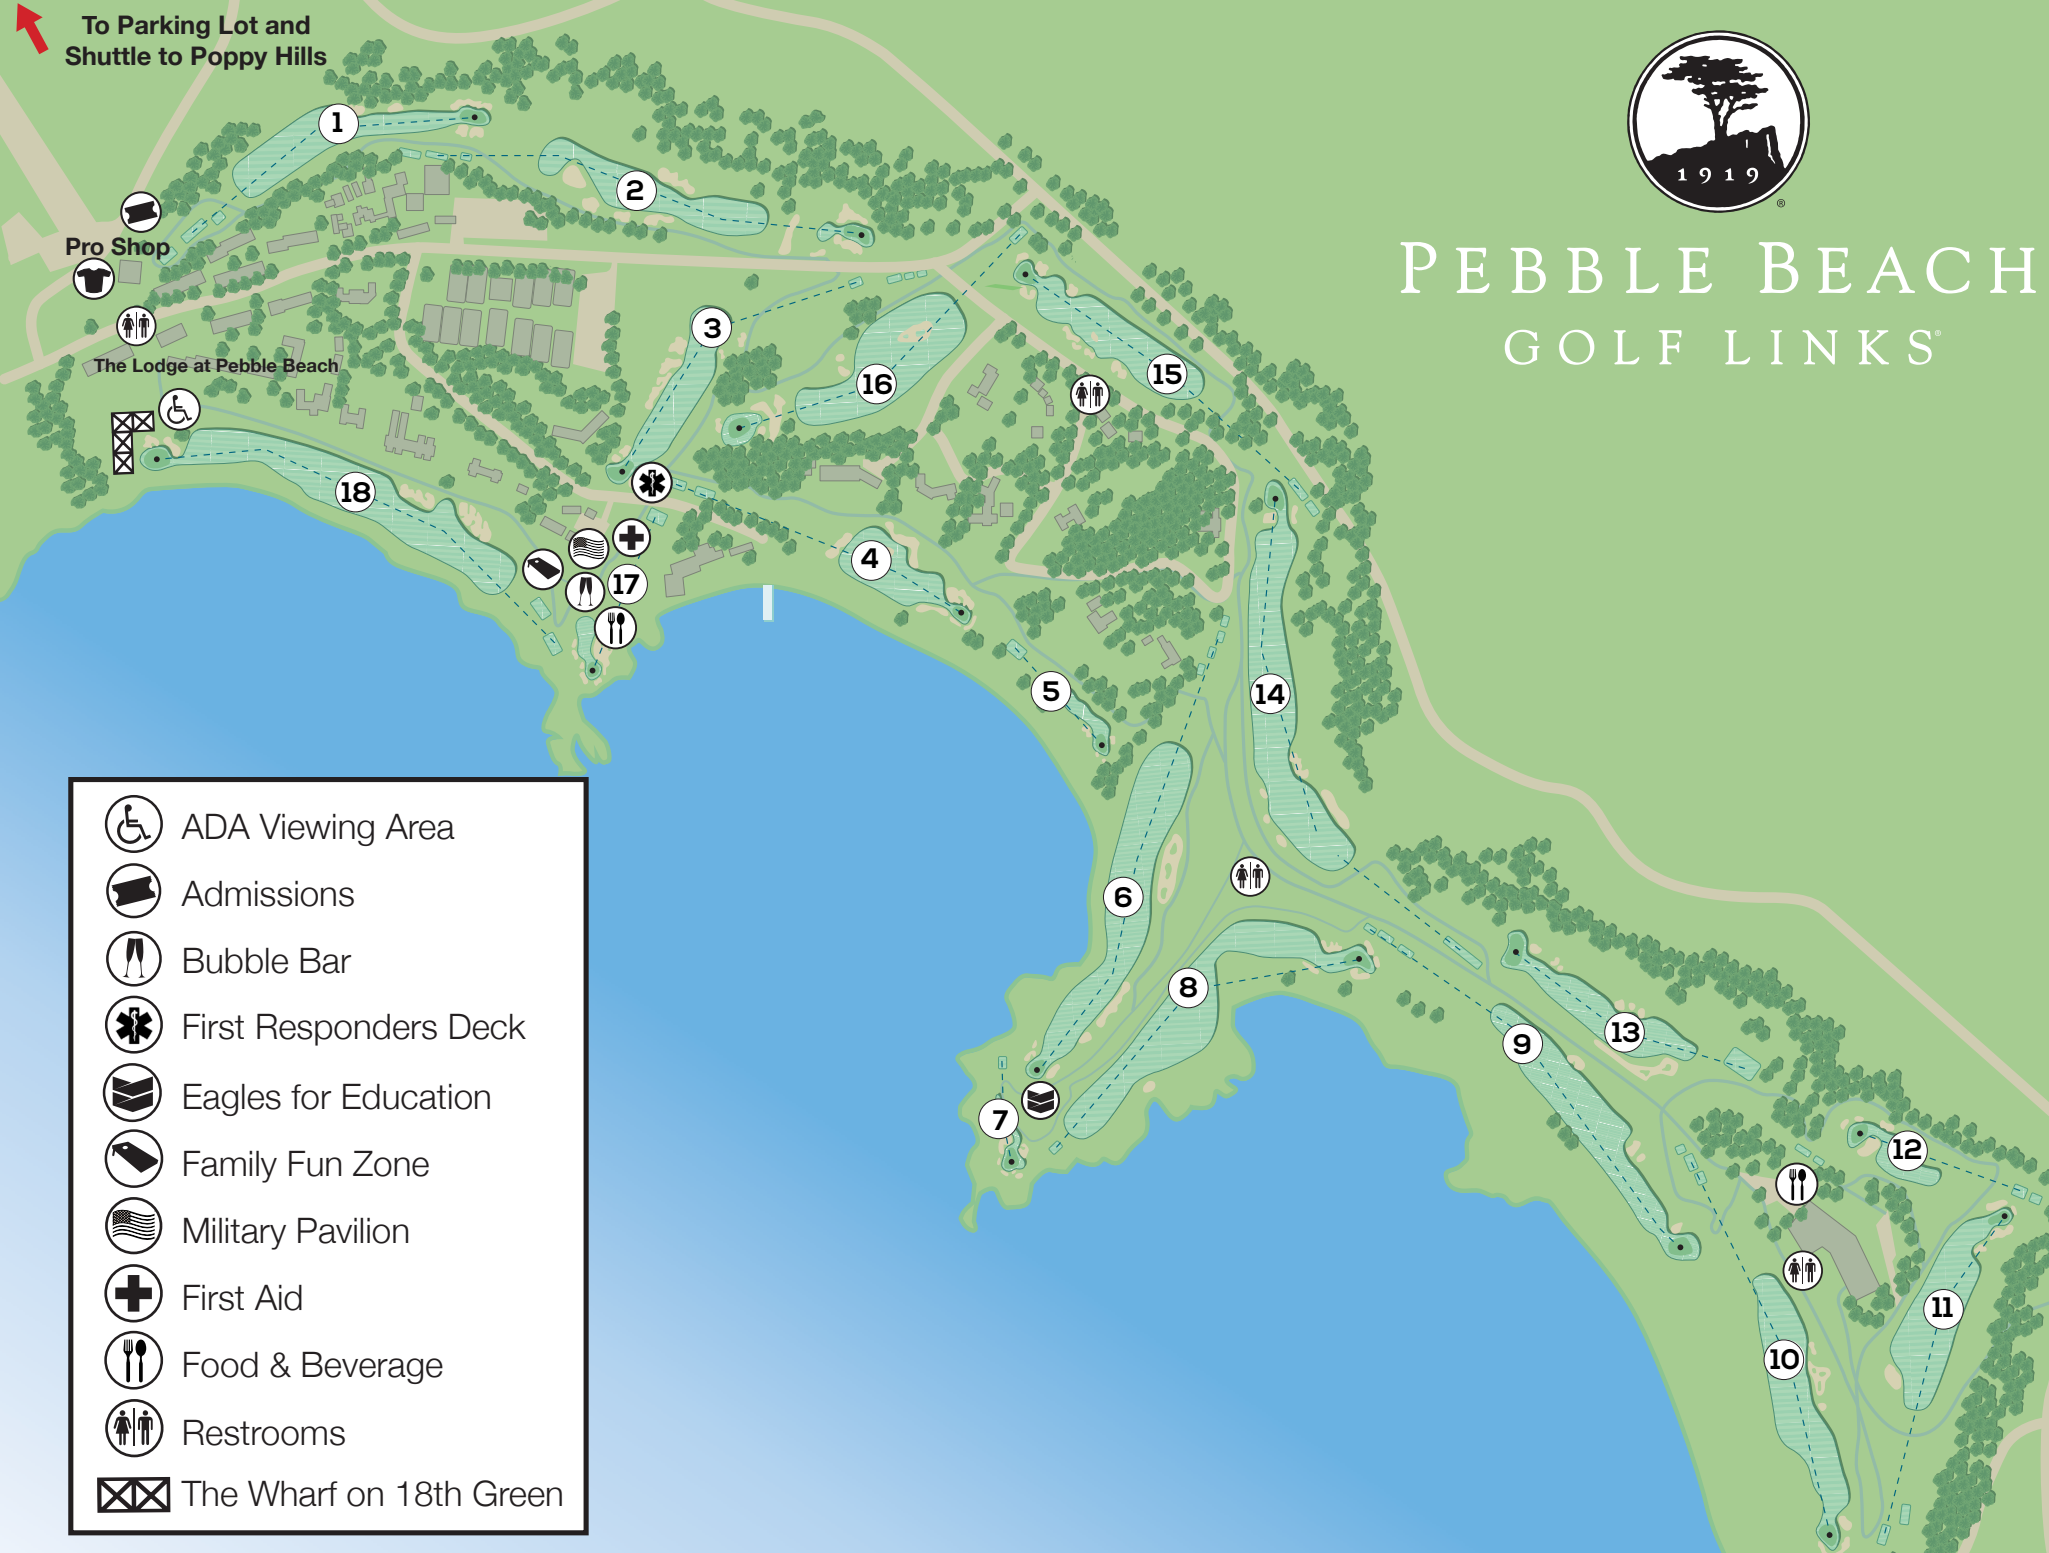 To Parking Lot and
Shuttle to Poppy Hills
1919
®
PEBBLE BEACH
GOLF LINKS®
1
2
Pro Shop
3
The Lodge at Pebble Beach
16
15
18
4
17
5
14
6
8
7
9
13
12
11
10
ADA Viewing Area
Admissions
Bubble Bar
First Responders Deck
Eagles for Education
Family Fun Zone
Military Pavilion
First Aid
Food & Beverage
Restrooms
The Wharf on 18th Green